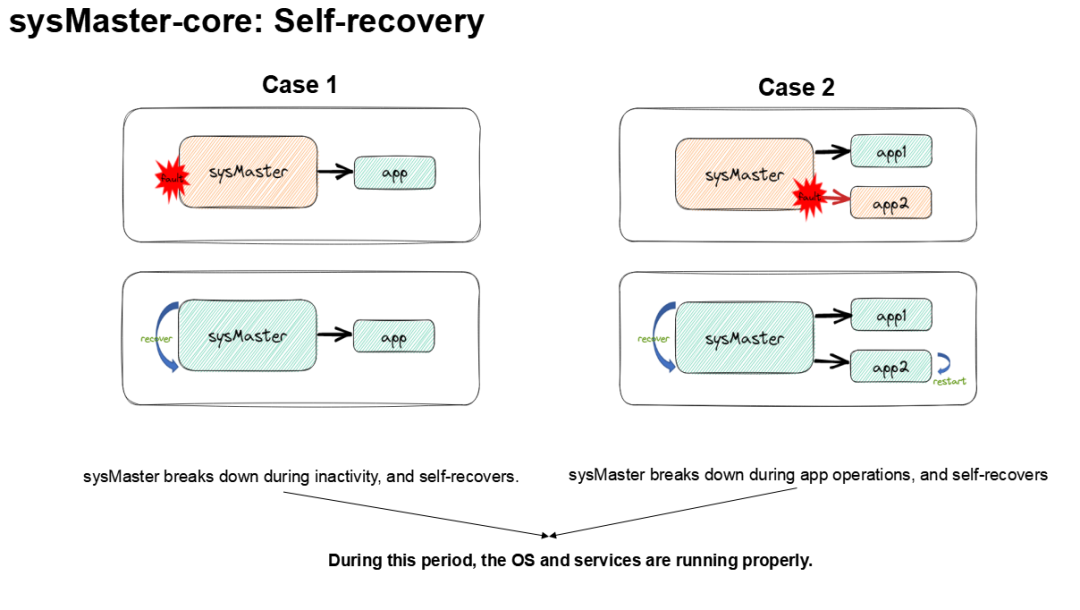 sysMaster-core: Self-recovery
Case 1
Case 2
fault
sysMaster
app
sysMaster
fault
app1
app2
recover
sysMaster
app
recover
sysMaster
app1
app2
restart
sysMaster breaks down during inactivity, and self-recovers.
sysMaster breaks down during app operations, and self-recovers
During this period, the OS and services are running properly.